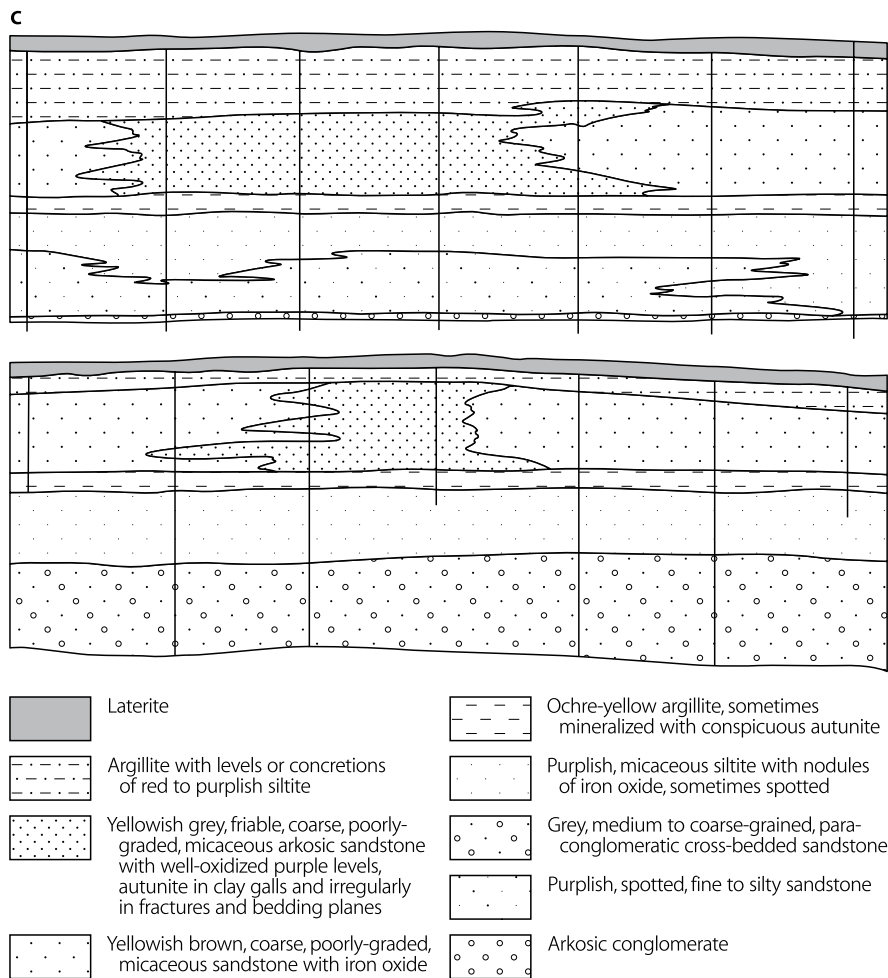 c
Laterite
Argillite with levels or concretions
of red to purplish siltite
Yellowish grey, friable, coarse, poorly-
graded, micaceous arkosic sandstone
with well-oxidized purple levels,
autunite in clay galls and irregularly
in fractures and bedding planes
Yellowish brown, coarse, poorly-graded,
micaceous sandstone with iron oxide
Ochre-yellow argillite, sometimes
mineralized with conspicuous autunite
Purplish, micaceous siltite with nodules
of iron oxide, sometimes spotted
Grey, medium to coarse-grained, para-
conglomeratic cross-bedded sandstone
Purplish, spotted, fine to silty sandstone
Arkosic conglomerate